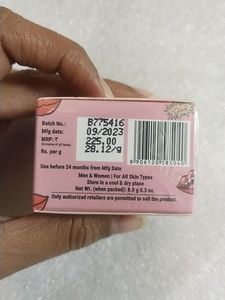 Batch No.: B775416
Mfg date: 09/2023
MRP: ₹ 225.00
(Inclusive of all taxes)
Rs. per g 28.12/g
8906120585040
Use before 24 months from Mfg Date
Men & Women | For All Skin Types
Store in a cool & dry place
Net Wt. (when packed): 8.0 g 0.3 oz.
Only authorized retailers are permitted to sell the product.